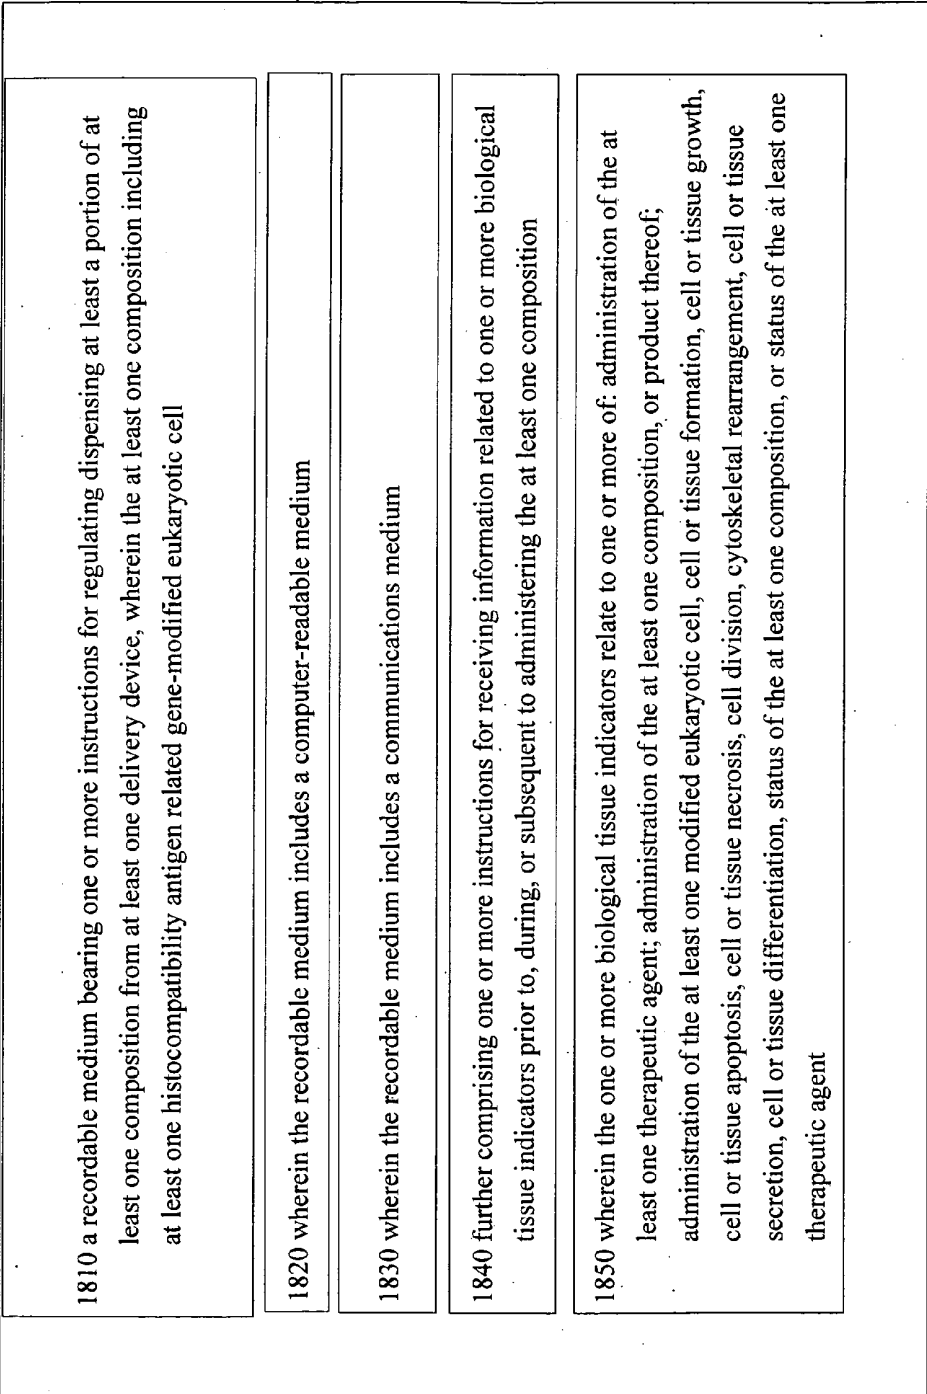 1810 a recordable medium bearing one or more instructions for regulating dispensing at least a portion of at
least one composition from at least one delivery device, wherein the at least one composition including
at least one histocompatibility antigen related gene-modified eukaryotic cell
1820 wherein the recordable medium includes a computer-readable medium
1830 wherein the recordable medium includes a communications medium
1840 further comprising one or more instructions for receiving information related to one or more biological
tissue indicators prior to, during, or subsequent to administering the at least one composition
1850 wherein the one or more biological tissue indicators relate to one or more of: administration of the at
least one therapeutic agent; administration of the at least one composition, or product thereof;
administration of the at least one modified eukaryotic cell, cell or tissue formation, cell or tissue growth,
cell or tissue apoptosis, cell or tissue necrosis, cell division, cytoskeletal rearrangement, cell or tissue
secretion, cell or tissue differentiation, status of the at least one composition, or status of the at least one
therapeutic agent